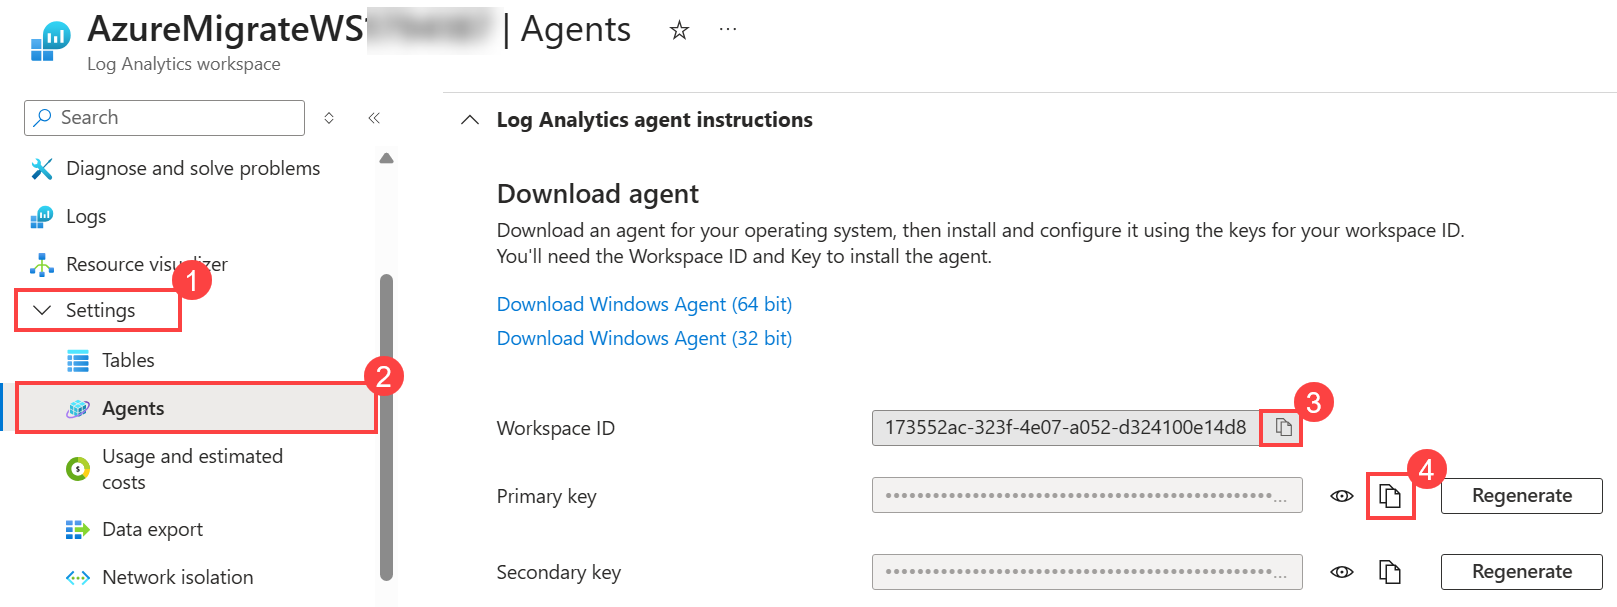 AzureMigrateWS | Agents
Log Analytics workspace
Search
Diagnose and solve problems
Logs
Resource visualizer
1
Settings
Tables
2
Agents
Usage and estimated
costs
Data export
Network isolation
Log Analytics agent instructions
Download agent
Download an agent for your operating system, then install and configure it using the keys for your workspace ID.
You'll need the Workspace ID and Key to install the agent.
Download Windows Agent (64 bit)
Download Windows Agent (32 bit)
3
Workspace ID 173552ac-323f-4e07-a052-d324100e14d8
4
Primary key Regenerate
Secondary key Regenerate